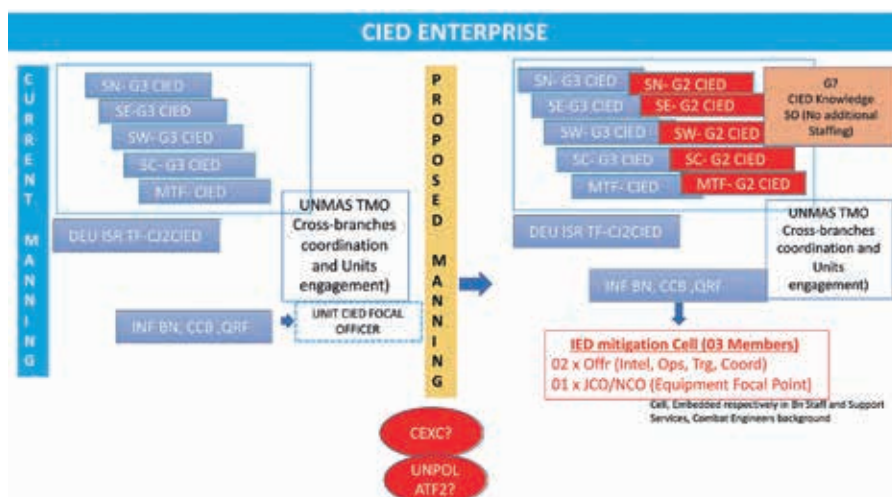 CIED ENTERPRISE
CURRENT MANNING
SN- G3 CIED
SE-G3 CIED
SW- G3 CIED
SC- G3 CIED
MTF- CIED
UNMAS TMO
Cross-branches
coordination
and Units
engagement)
DEU ISR TF-CJ2CIED
INF BN, CCB ,QRF
UNIT CIED FOCAL
OFFICER
PROPOSED MANNING
SN- G3 CIED
SN- G2 CIED
SE-G3 CIED
SE- G2 CIED
SW- G3 CIED
SW- G2 CIED
SC- G3 CIED
SC- G2 CIED
MTF- CIED
MTF- G2 CIED
G?
CIED Knowledge
SO (No additional
Staffing)
UNMAS TMO
Cross-branches
coordination and
Units
engagement)
DEU ISR TF-CJ2CIED
INF BN, CCB ,QRF
IED mitigation Cell (03 Members)
02 x Offr (Intel, Ops, Trg, Coord)
01 x JCO/NCO (Equipment Focal Point)
Cell, Embedded respectively in Bn Staff and Support
Services, Combat Engineers background
CEXC?
UNPOL
ATF2?